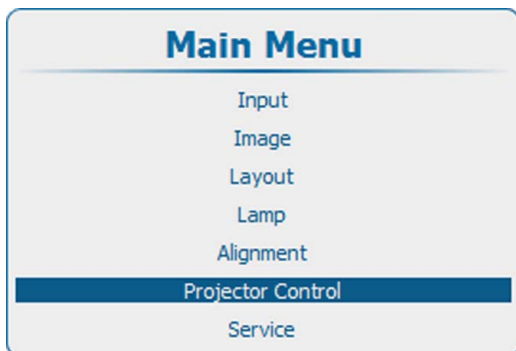 Main Menu
Input
Image
Layout
Lamp
Alignment
Projector Control
Service